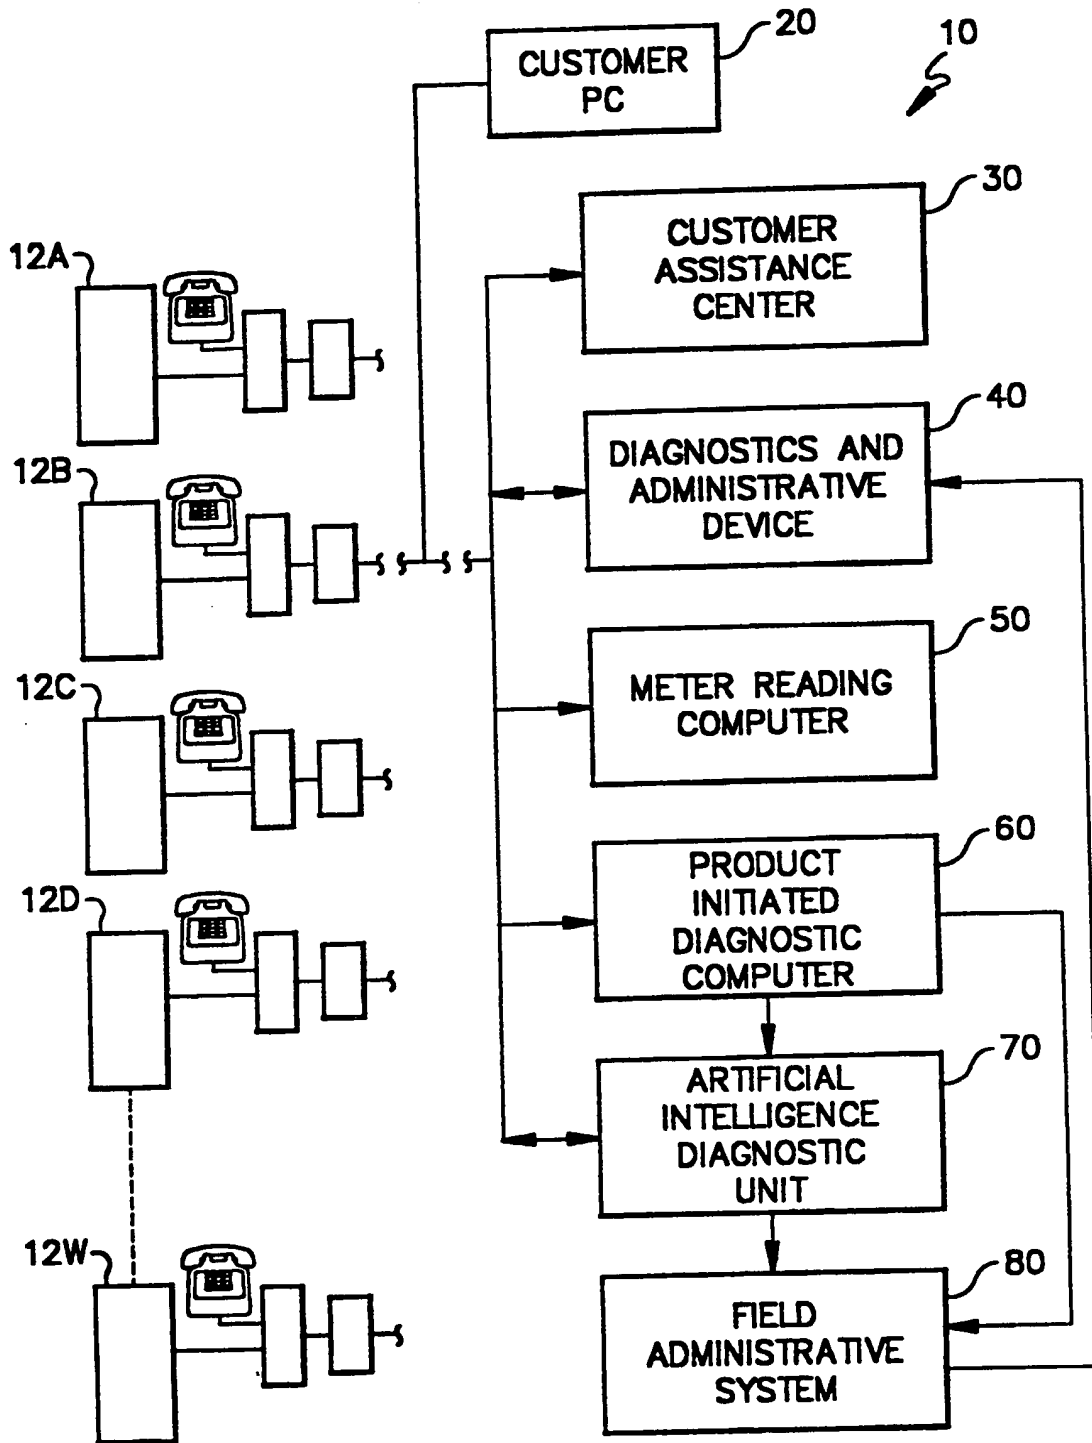 20
10
CUSTOMER
PC
30
CUSTOMER
ASSISTANCE
CENTER
12A
40
DIAGNOSTICS AND
ADMINISTRATIVE
DEVICE
12B
50
METER READING
COMPUTER
12C
60
PRODUCT
INITIATED
DIAGNOSTIC
COMPUTER
12D
70
ARTIFICIAL
INTELLIGENCE
DIAGNOSTIC
UNIT
12W
80
FIELD
ADMINISTRATIVE
SYSTEM